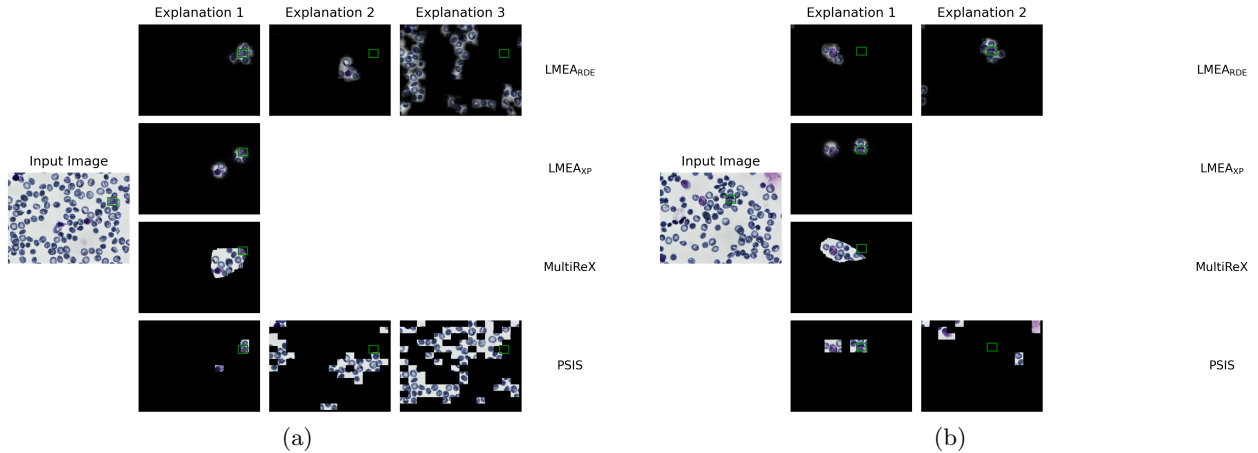 Explanation 1 Explanation 2 Explanation 3
LMEA_RDE
Input Image
LMEA_XP
MultiReX
PSIS
(a)
Explanation 1 Explanation 2
LMEA_RDE
Input Image
LMEA_XP
MultiReX
PSIS
(b)